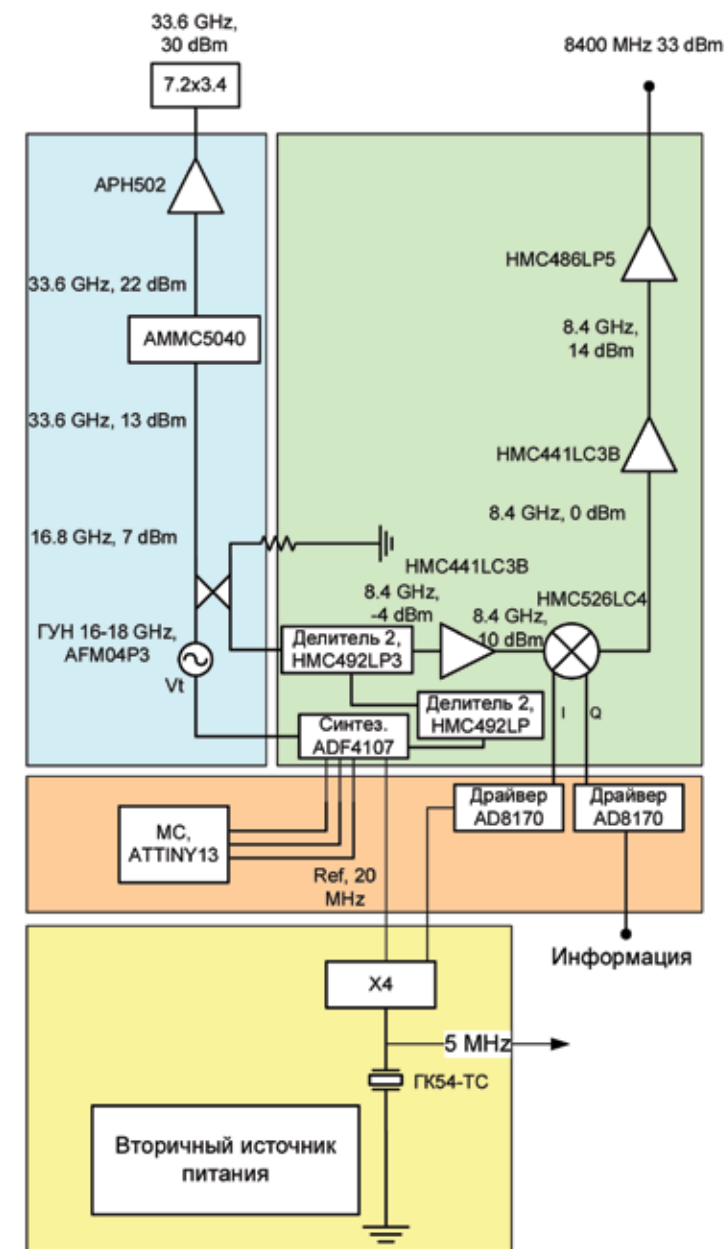 33.6 GHz,
30 dBm
7.2x3.4
8400 MHz 33 dBm
APH502
33.6 GHz, 22 dBm
AMMC5040
33.6 GHz, 13 dBm
16.8 GHz, 7 dBm
ГУН 16-18 GHz,
AFM04P3
Vt
HMC486LP5
8.4 GHz,
14 dBm
HMC441LC3B
8.4 GHz, 0 dBm
HMC441LC3B
8.4 GHz,
-4 dBm
8.4 GHz,
10 dBm
HMC526LC4
Делитель 2,
HMC492LP3
Делитель 2,
HMC492LP
I
Q
Синтез.
ADF4107
МС,
ATTINY13
Ref, 20
MHz
Драйвер
AD8170
Драйвер
AD8170
Информация
X4
5 MHz
ГК54-ТС
Вторичный источник
питания